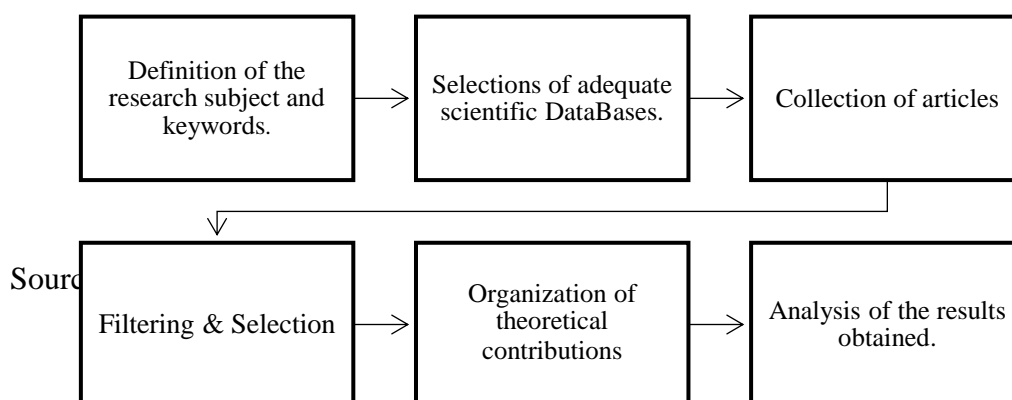 Definition of the
research subject and
keywords.
Selections of adequate
scientific DataBases.
Collection of articles
Sourc
Filtering & Selection
Organization of
theoretical
contributions
Analysis of the results
obtained.